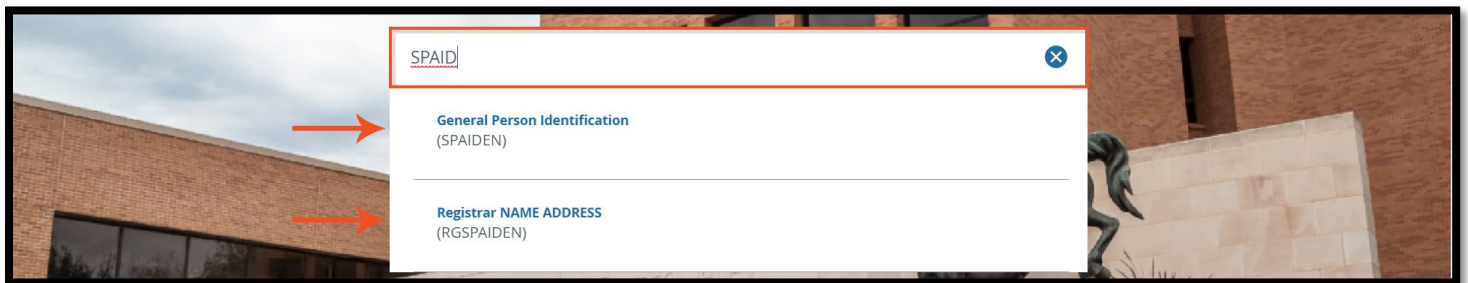 SPAID
General Person Identification
(SPAIDEN)
Registrar NAME ADDRESS
(RGSPAIDEN)